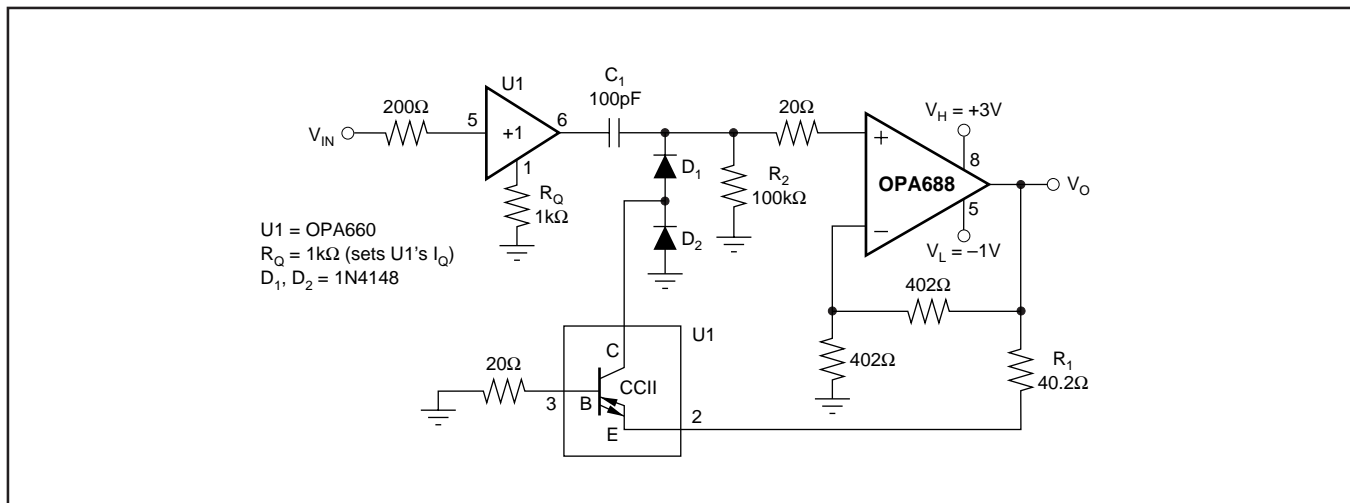 U1
C1
100pF
200Ω
5
6
+1
VIN
1
RQ
1kΩ
20Ω
D1
D2
R2
100kΩ
VH = +3V
8
+
OPA688
−
VO
5
VL = −1V
402Ω
402Ω
R1
40.2Ω
U1 = OPA660
RQ = 1kΩ (sets U1's IQ)
D1, D2 = 1N4148
U1
C
20Ω
CCII
3
B
E
2